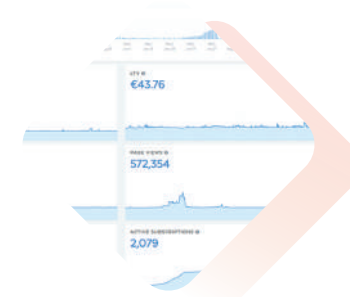 LTV
€43.76
PAGE VIEWS
572,354
ACTIVE SUBSCRIPTIONS
2,079